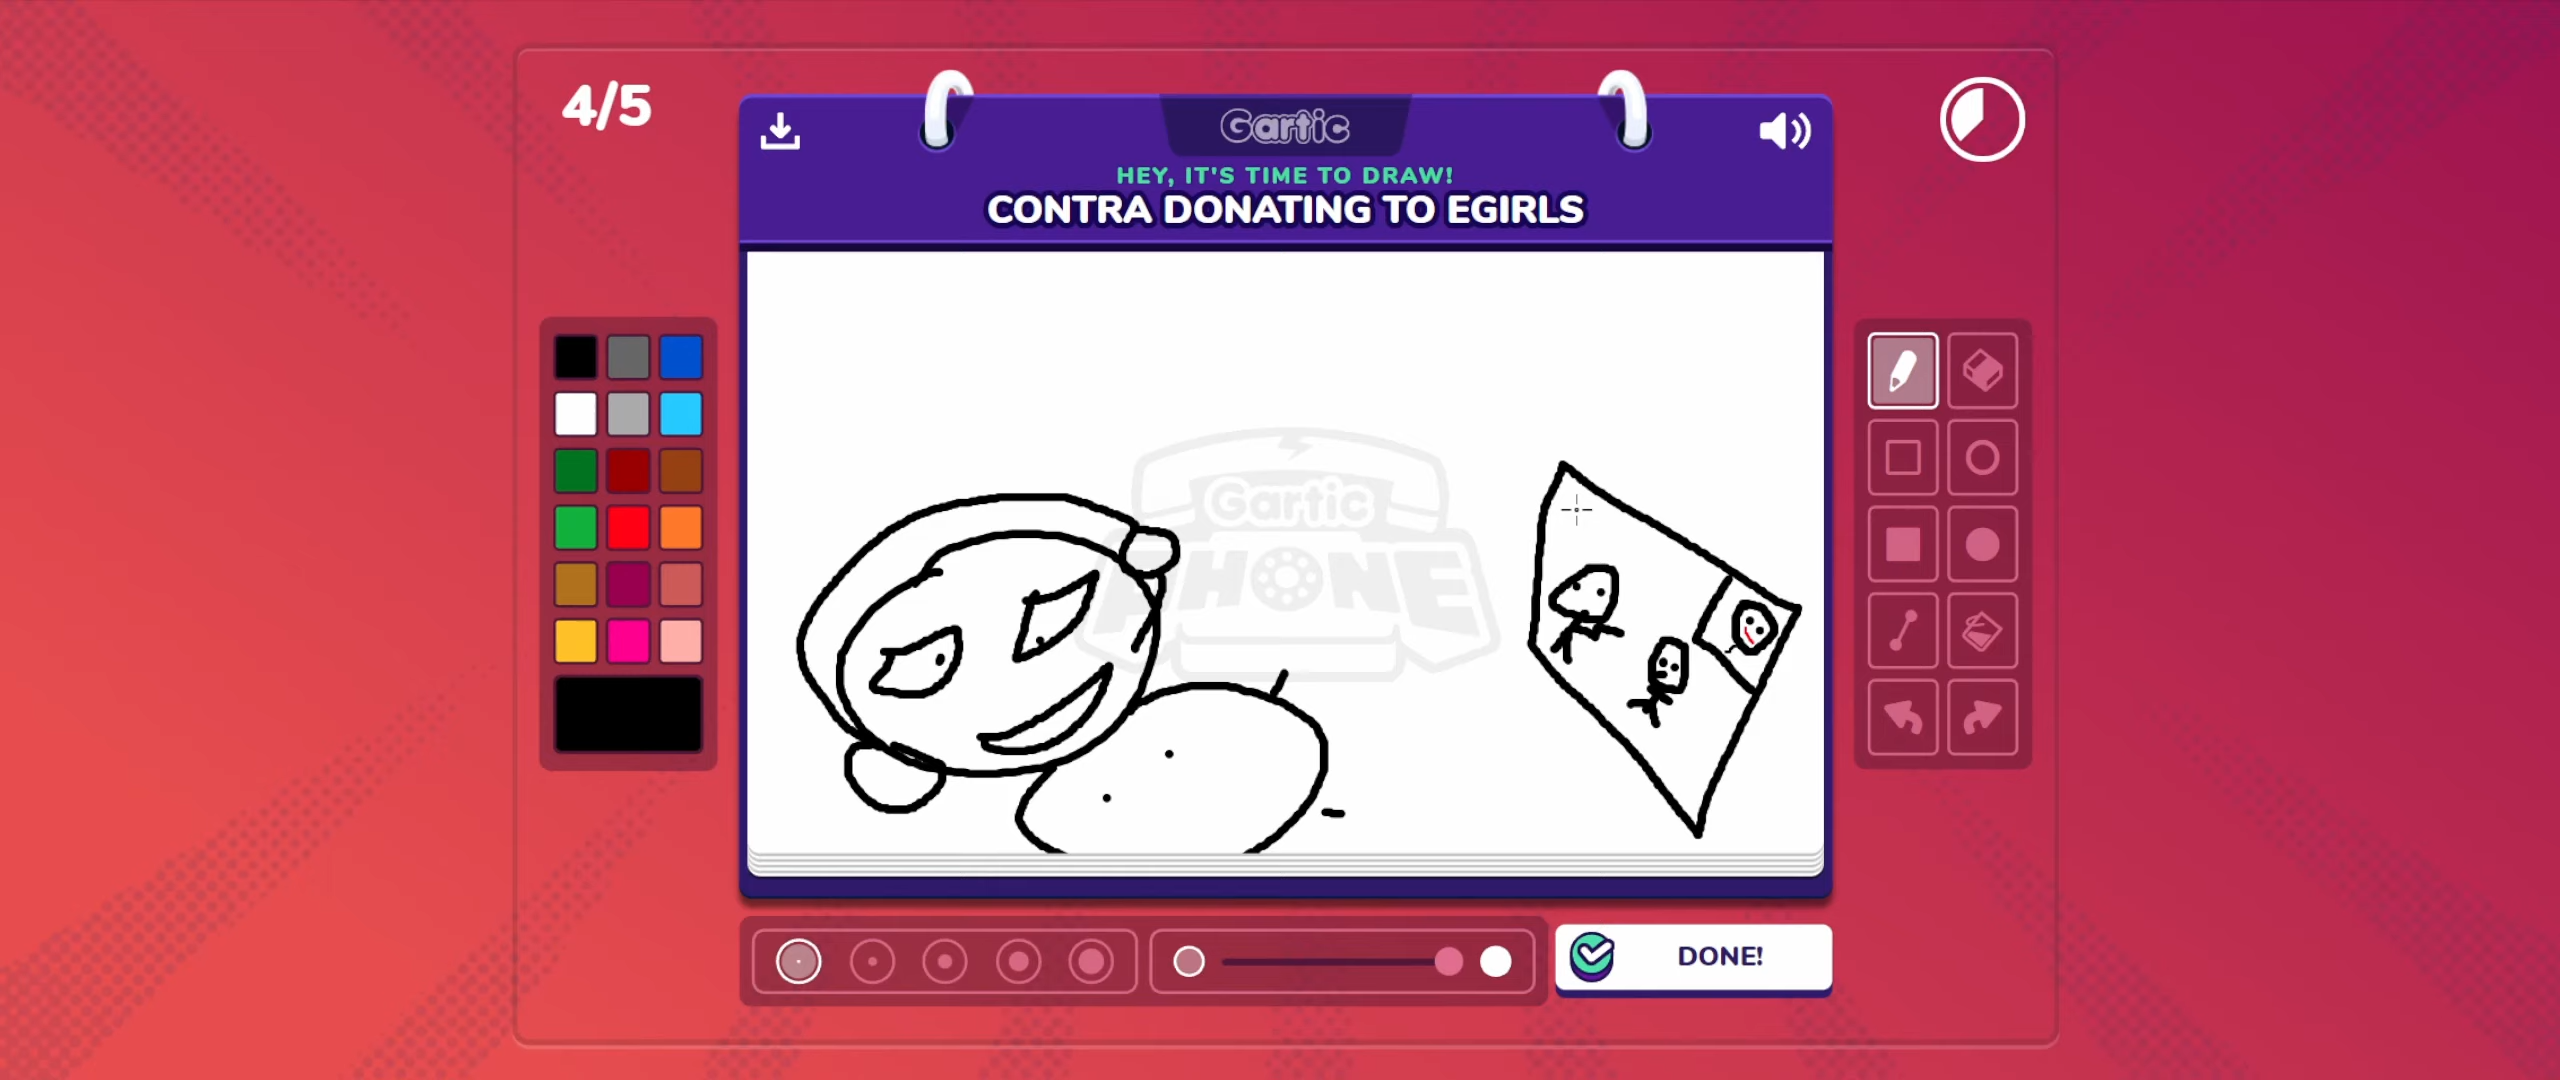 4/5
Gartic
HEY, IT'S TIME TO DRAW!
CONTRA DONATING TO EGIRLS
Gartic
PHONE
DONE!